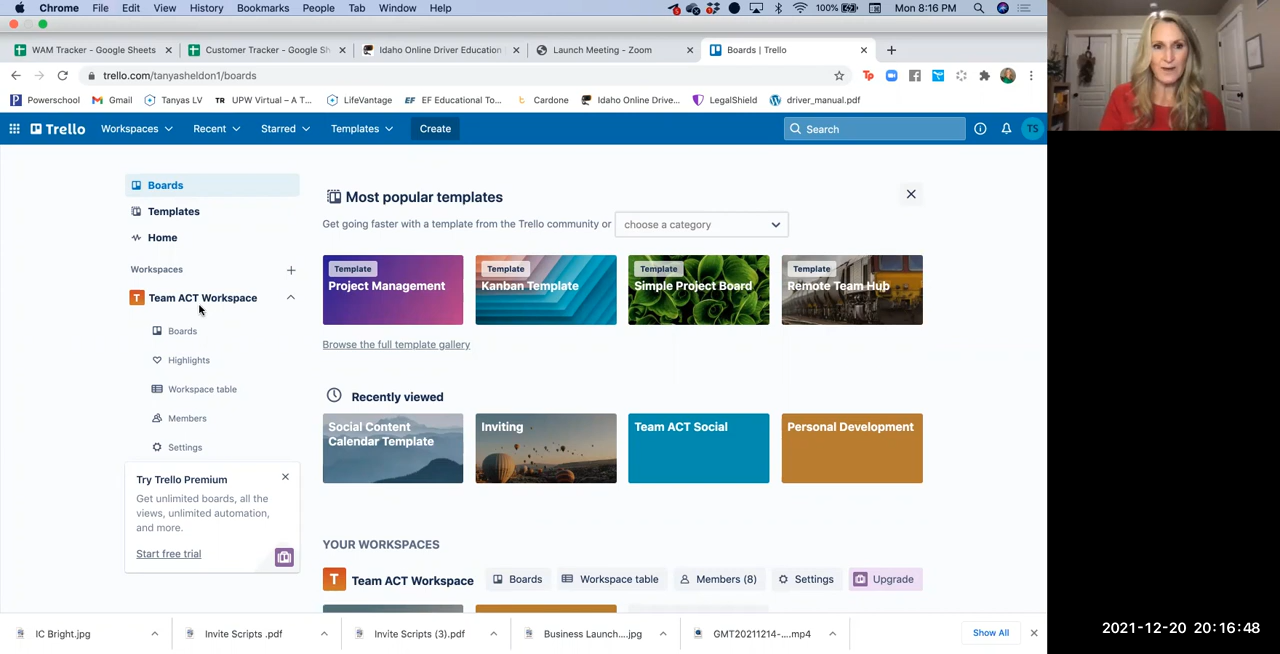 Chrome File Edit View History Bookmarks People Tab Window Help 100% Mon 8:16 PM
WAM Tracker - Google Sheets Customer Tracker - Google Sh Idaho Online Driver Education Launch Meeting - Zoom Boards | Trello
trello.com/tanyasheldon1/boards
Powerschool Gmail Tanyas LV UPW Virtual – A T... LifeVantage EF Educational To... Cardone Idaho Online Drive... LegalShield driver_manual.pdf
Trello Workspaces Recent Starred Templates Create Search TS
Boards
Templates
Home
Workspaces
T Team ACT Workspace
Boards
Highlights
Workspace table
Members
Settings
Try Trello Premium
Get unlimited boards, all the
views, unlimited automation,
and more.
Start free trial
Most popular templates
Get going faster with a template from the Trello community or choose a category
Template Template Template Template
Project Management Kanban Template Simple Project Board Remote Team Hub
Browse the full template gallery
Recently viewed
Social Content
Calendar Template
Inviting
Team ACT Social
Personal Development
YOUR WORKSPACES
T Team ACT Workspace Boards Workspace table Members (8) Settings Upgrade
IC Bright.jpg Invite Scripts .pdf Invite Scripts (3).pdf Business Launch....jpg GMT20211214-....mp4 Show All
2021-12-20 20:16:48